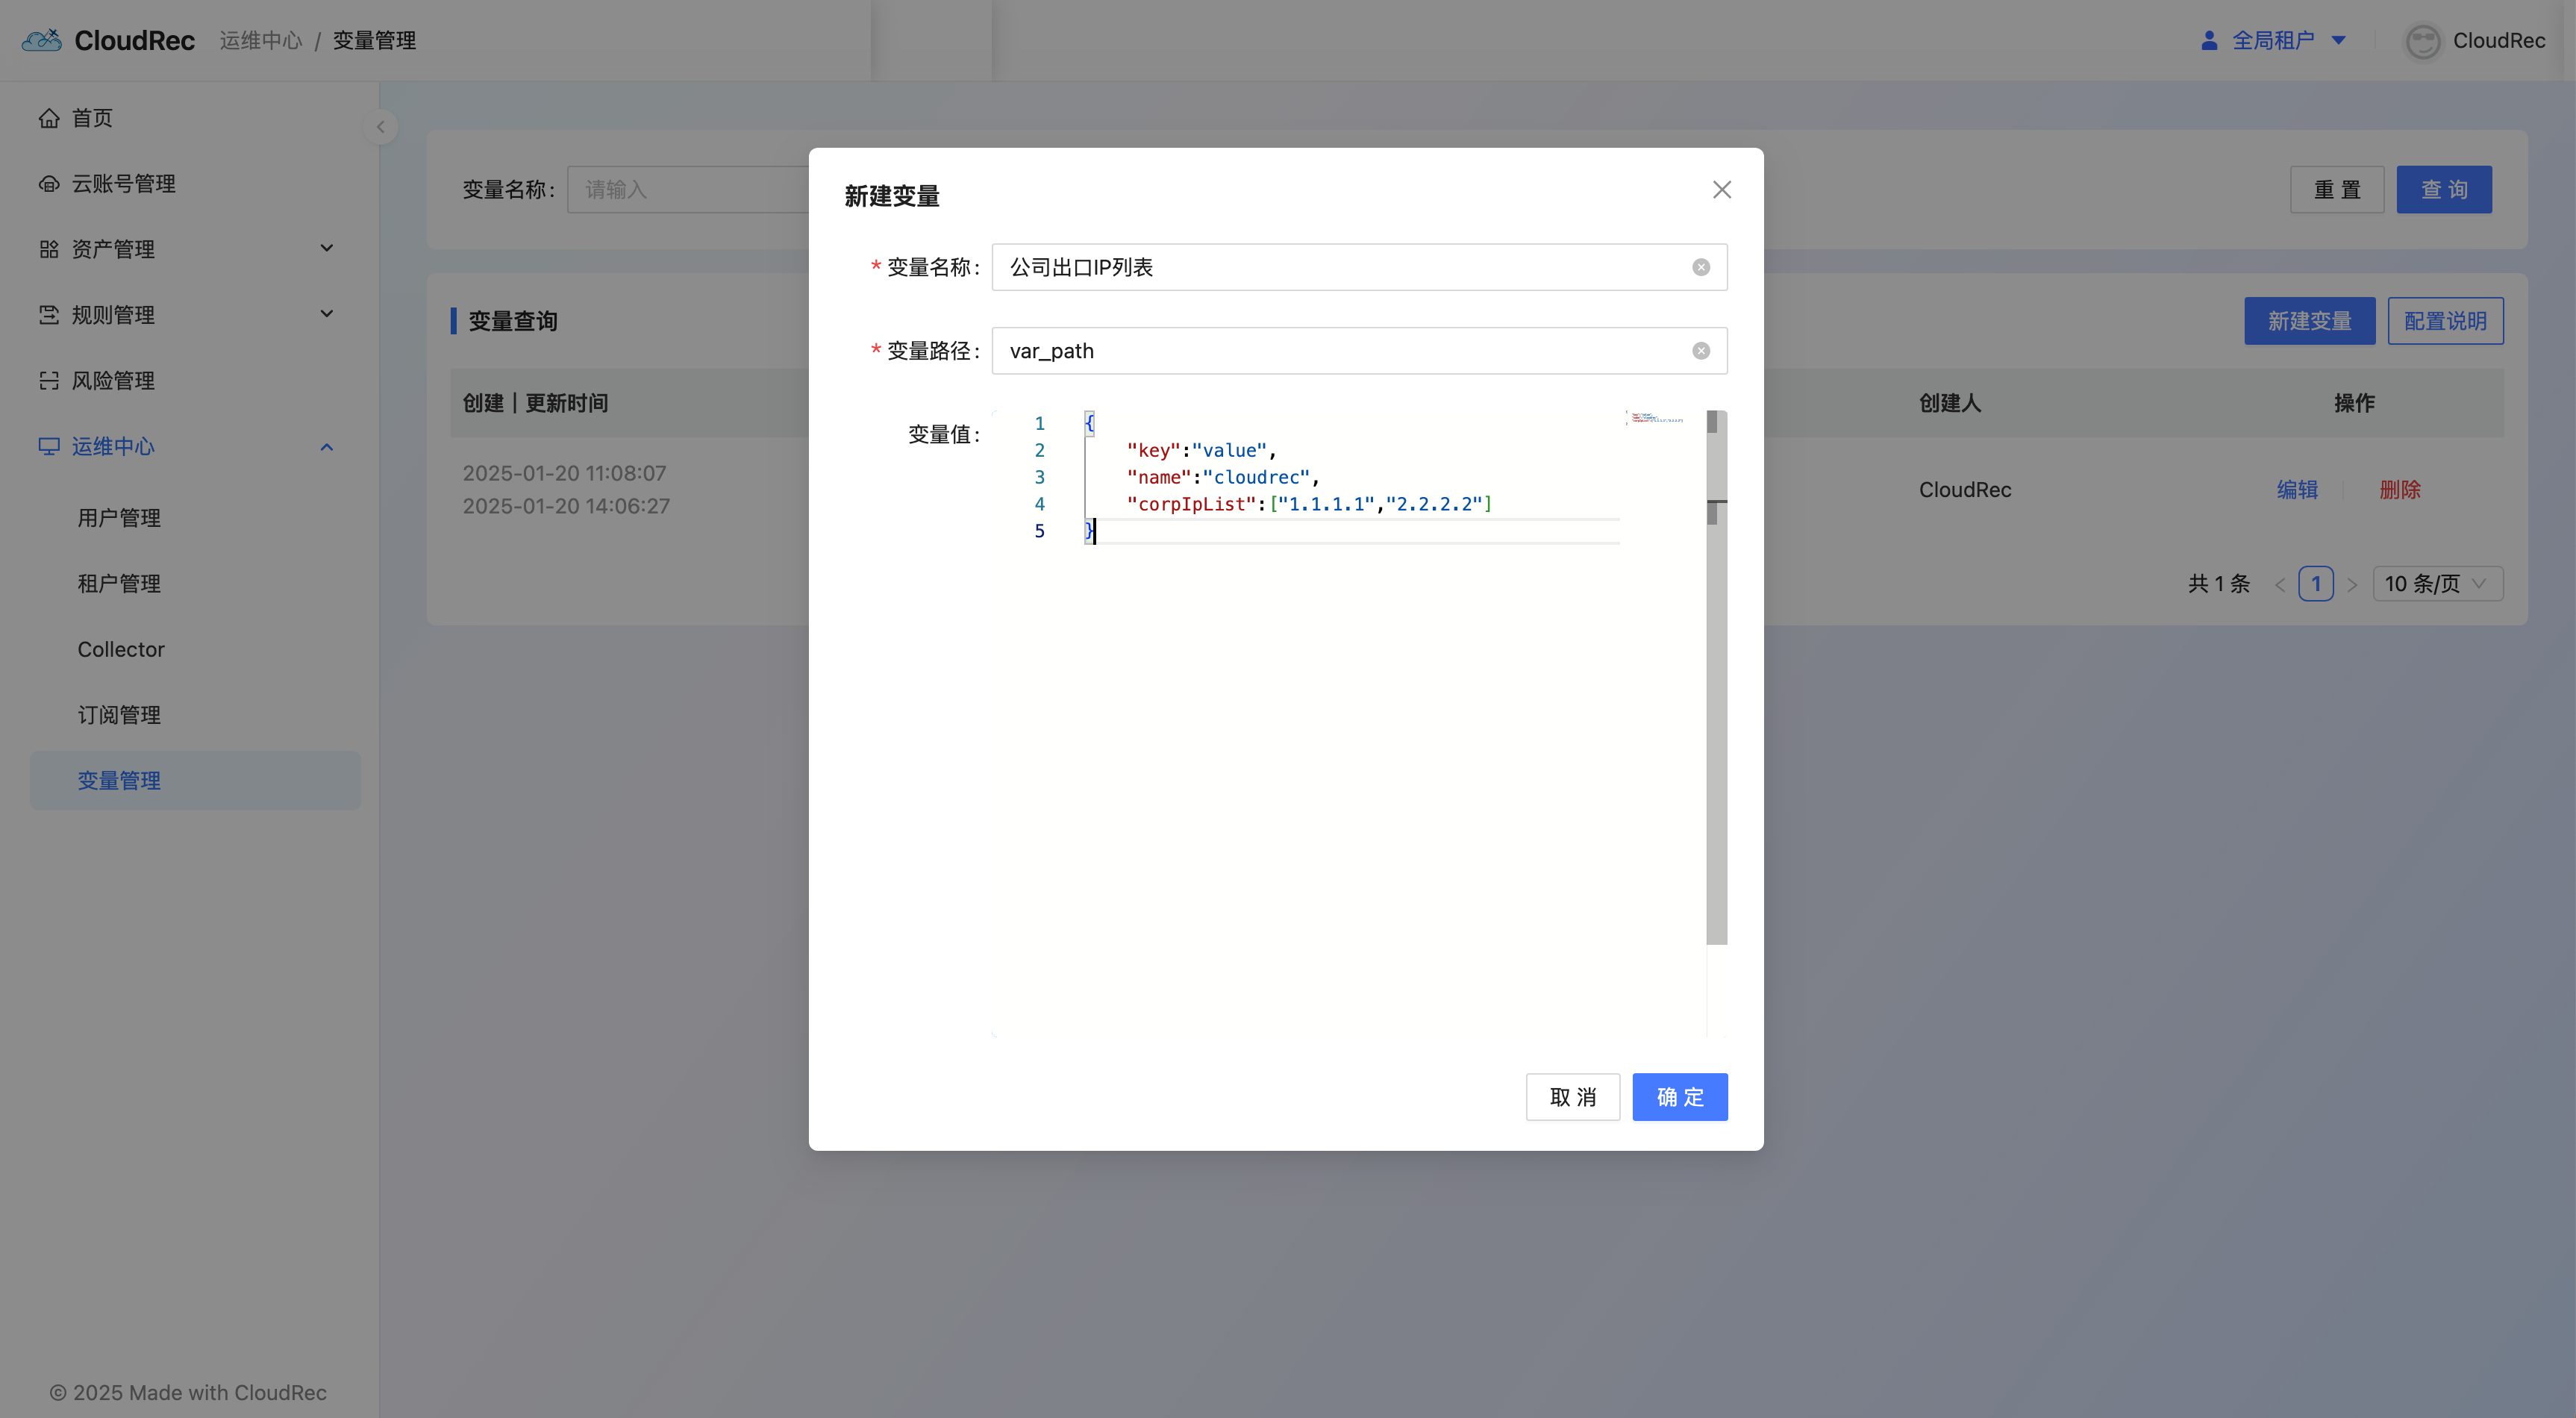 CloudRec 运维中心 / 变量管理
全局租户
CloudRec
首页
云账号管理
资产管理
规则管理
风险管理
运维中心
用户管理
租户管理
Collector
订阅管理
变量管理
© 2025 Made with CloudRec
变量名称: 请输入
重 置 查 询
变量查询
新建变量 配置说明
创建 | 更新时间 创建人 操作
2025-01-20 11:08:07
2025-01-20 14:06:27
CloudRec 编辑 删除
共 1 条 < 1 > 10 条/页
新建变量
* 变量名称: 公司出口IP列表
* 变量路径: var_path
变量值:
1 {
2 "key":"value",
3 "name":"cloudrec",
4 "corpIpList":["1.1.1.1","2.2.2.2"]
5 }
取 消 确 定